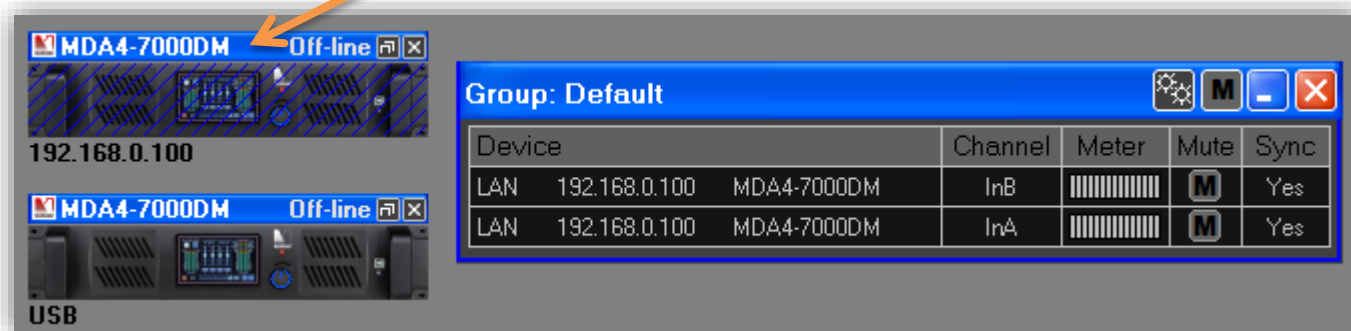 MDA4-7000DM Off-line
192.168.0.100
MDA4-7000DM Off-line
USB
Group: Default M
Device Channel Meter Mute Sync
LAN 192.168.0.100 MDA4-7000DM InB M Yes
LAN 192.168.0.100 MDA4-7000DM InA M Yes